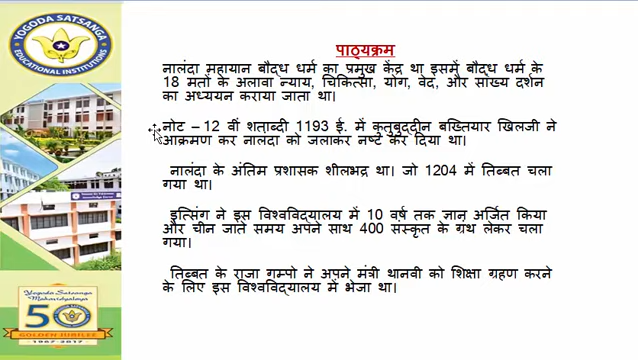 YOGODA SATSANGA
EDUCATIONAL INSTITUTIONS
पाठ्यक्रम
नालंदा महायान बौद्ध धर्म का प्रमुख केंद्र था इसमें बौद्ध धर्म के
18 मतों के अलावा न्याय, चिकित्सा, योग, वेद, और सांख्य दर्शन
का अध्ययन कराया जाता था।
नोट – 12 वीं शताब्दी 1193 ई. में कुतुबुद्दीन बख्तियार खिलजी ने
आक्रमण कर नालंदा को जलाकर नष्ट कर दिया था।
नालंदा के अंतिम प्रशासक शीलभद्र था। जो 1204 में तिब्बत चला
गया था।
इत्सिंग ने इस विश्वविद्यालय में 10 वर्ष तक ज्ञान अर्जित किया
और चीन जाते समय अपने साथ 400 संस्कृत के ग्रंथ लेकर चला
गया।
तिब्बत के राजा गम्पो ने अपने मंत्री थानवी को शिक्षा ग्रहण करने
के लिए इस विश्वविद्यालय में भेजा था।
Yogoda Satsanga
Mahavidyalaya
50
GOLDEN JUBILEE
1967-2017